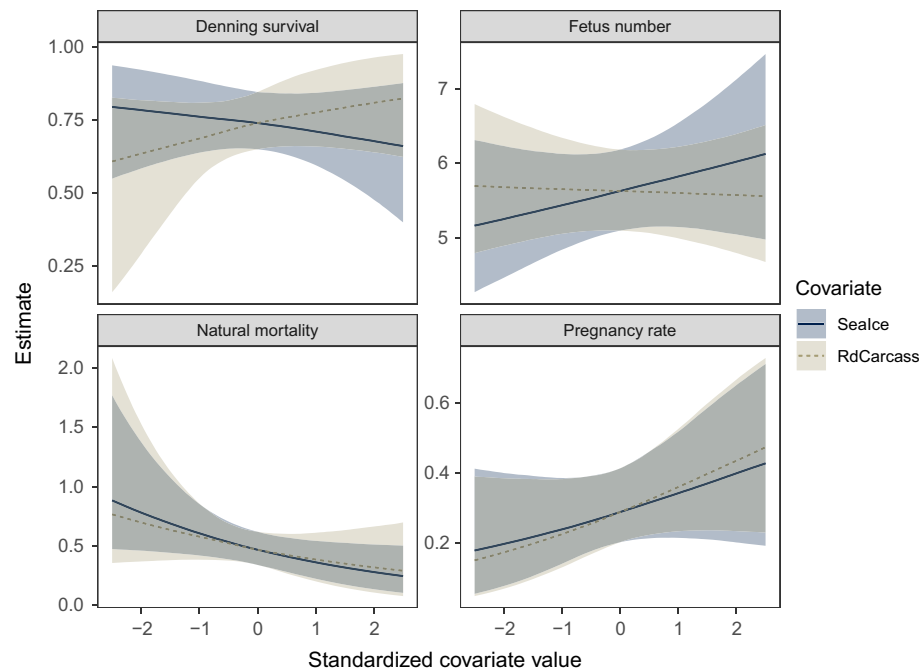 Denning survival
Fetus number
1.00
0.75
0.50
0.25
7
6
5
Natural mortality
Pregnancy rate
2.0
1.5
1.0
0.5
0.0
0.6
0.4
0.2
−2 −1 0 1 2
−2 −1 0 1 2
Estimate
Standardized covariate value
Covariate
SeaIce
RdCarcass